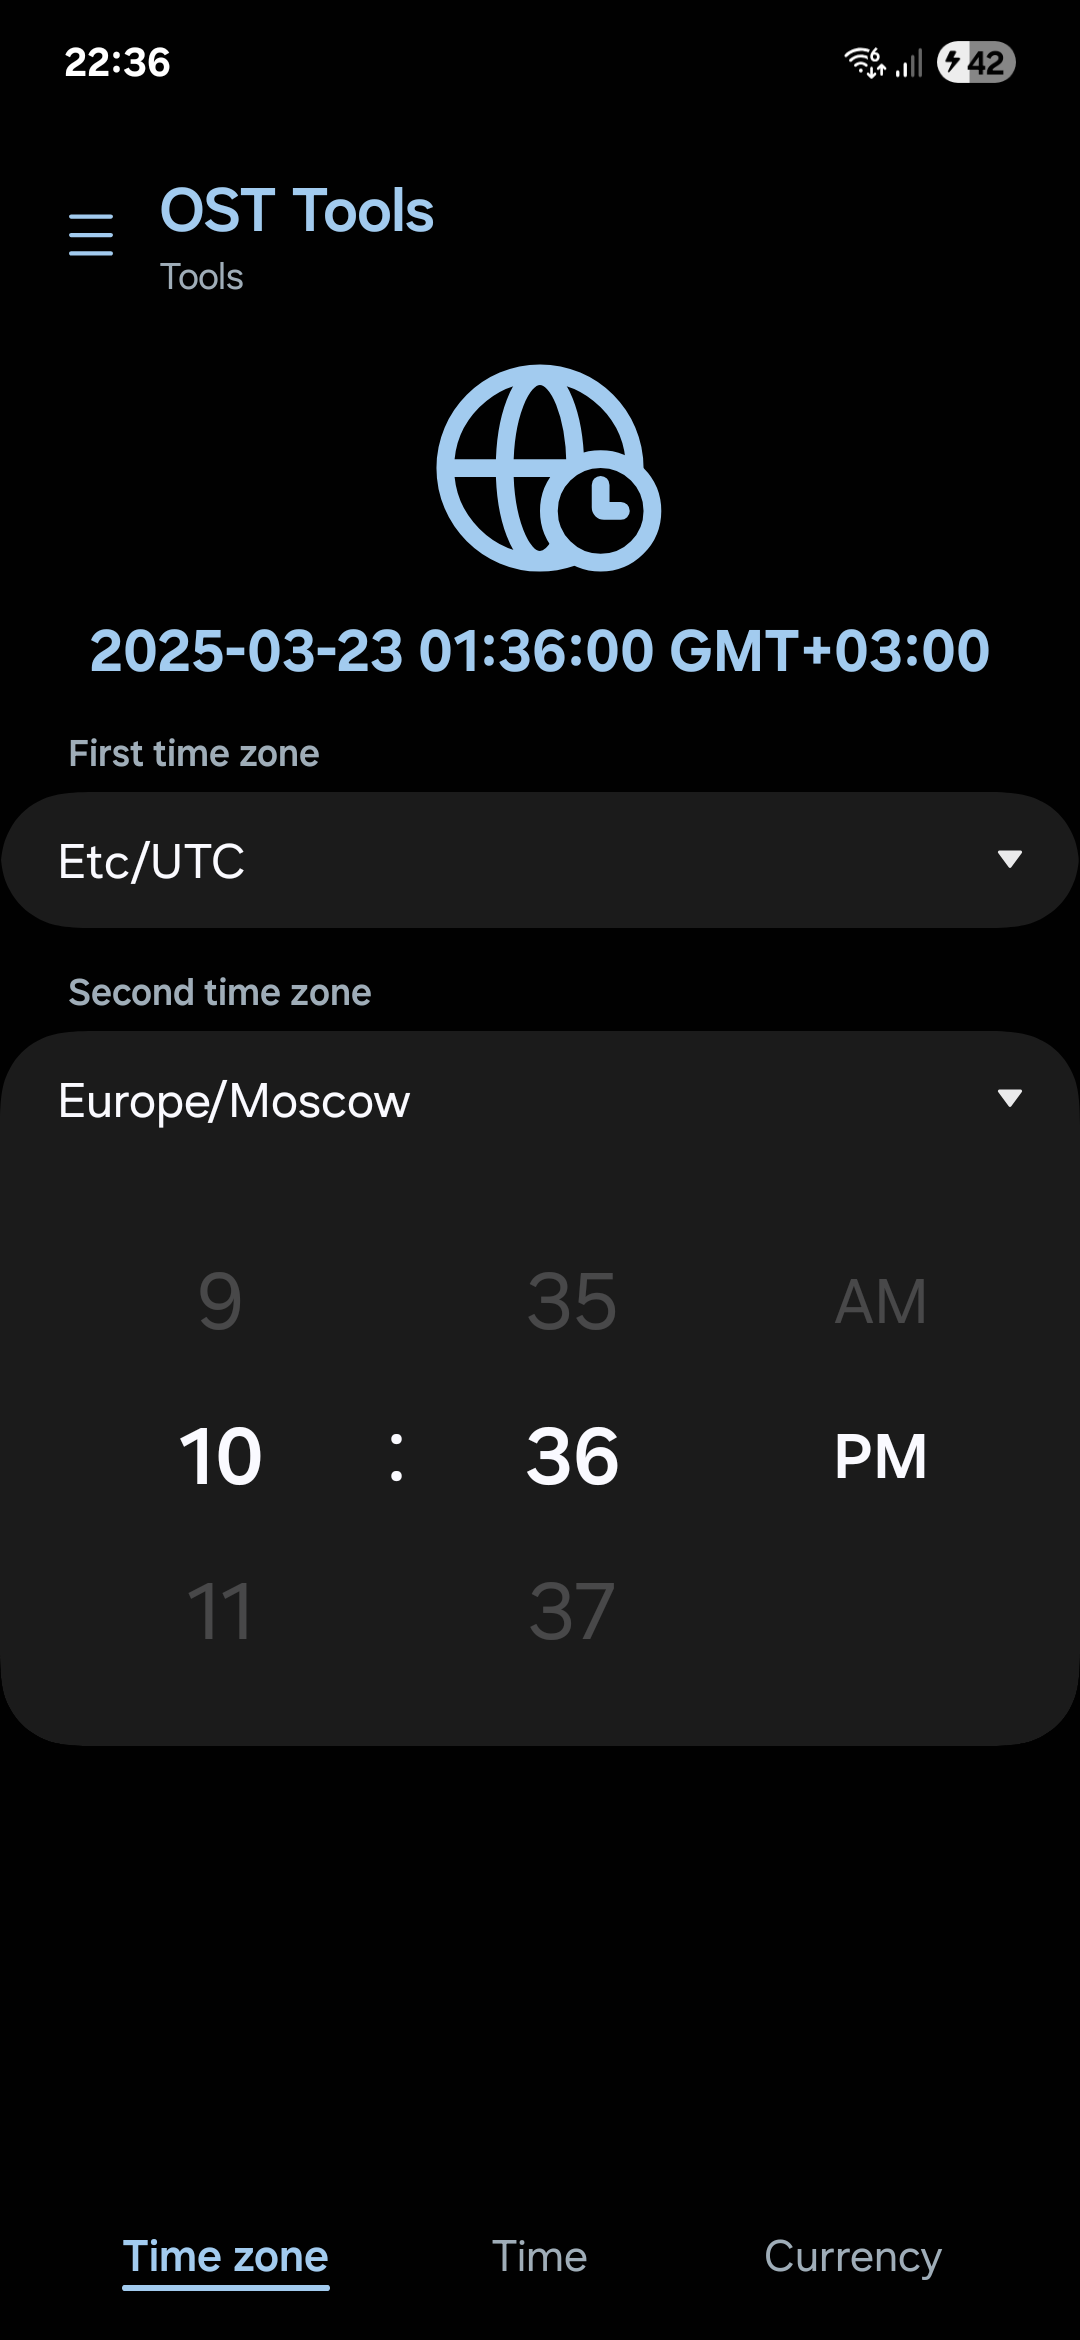 22:36
6
42
OST Tools
Tools
2025-03-23 01:36:00 GMT+03:00
First time zone
Etc/UTC
Second time zone
Europe/Moscow
9 35 AM
10 : 36 PM
11 37
Time zone Time Currency